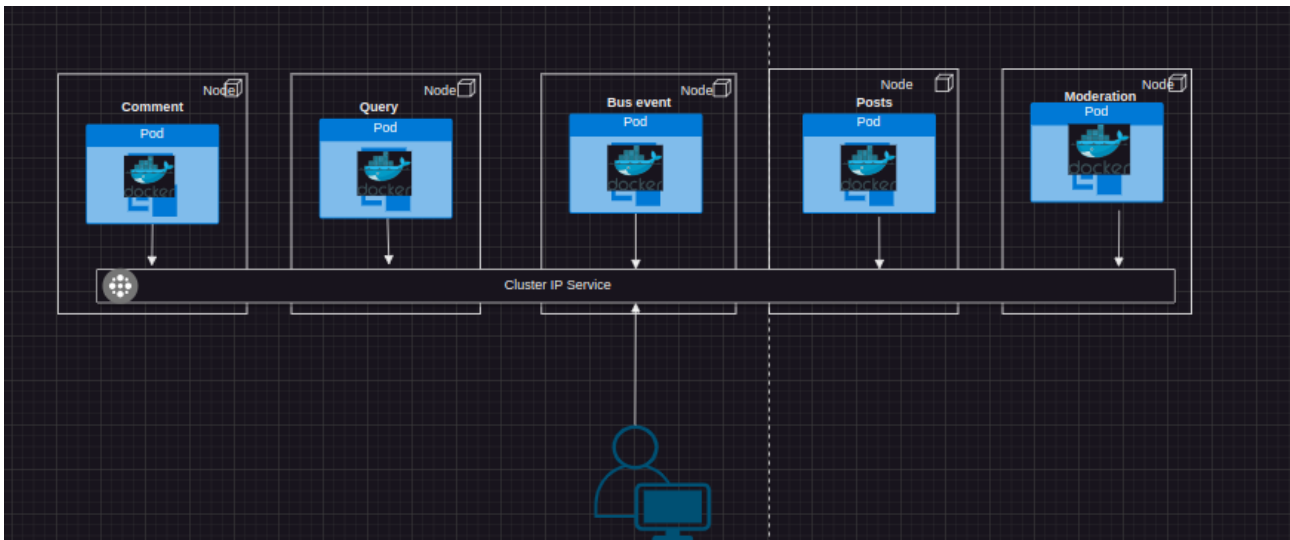 Node
Comment
Pod
docker
Node
Query
Pod
docker
Node
Bus event
Pod
docker
Node
Posts
Pod
docker
Node
Moderation
Pod
docker
Cluster IP Service